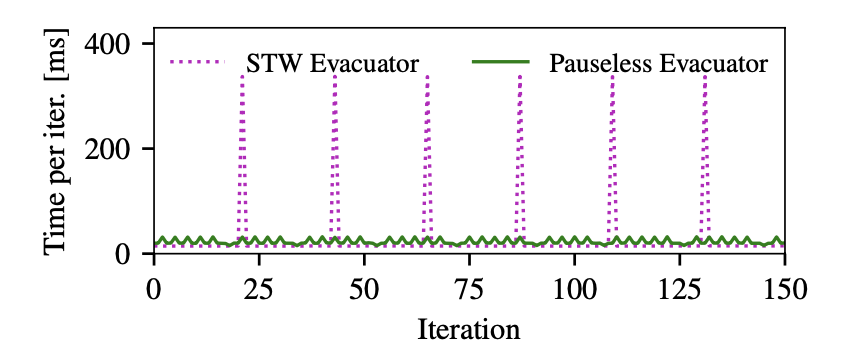 Time per iter. [ms]
400
200
0
STW Evacuator
Pauseless Evacuator
0 25 50 75 100 125 150
Iteration